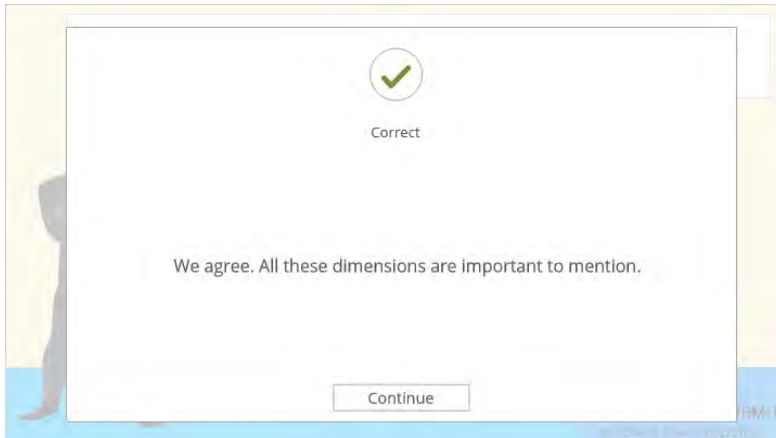 Correct
We agree. All these dimensions are important to mention.
Continue